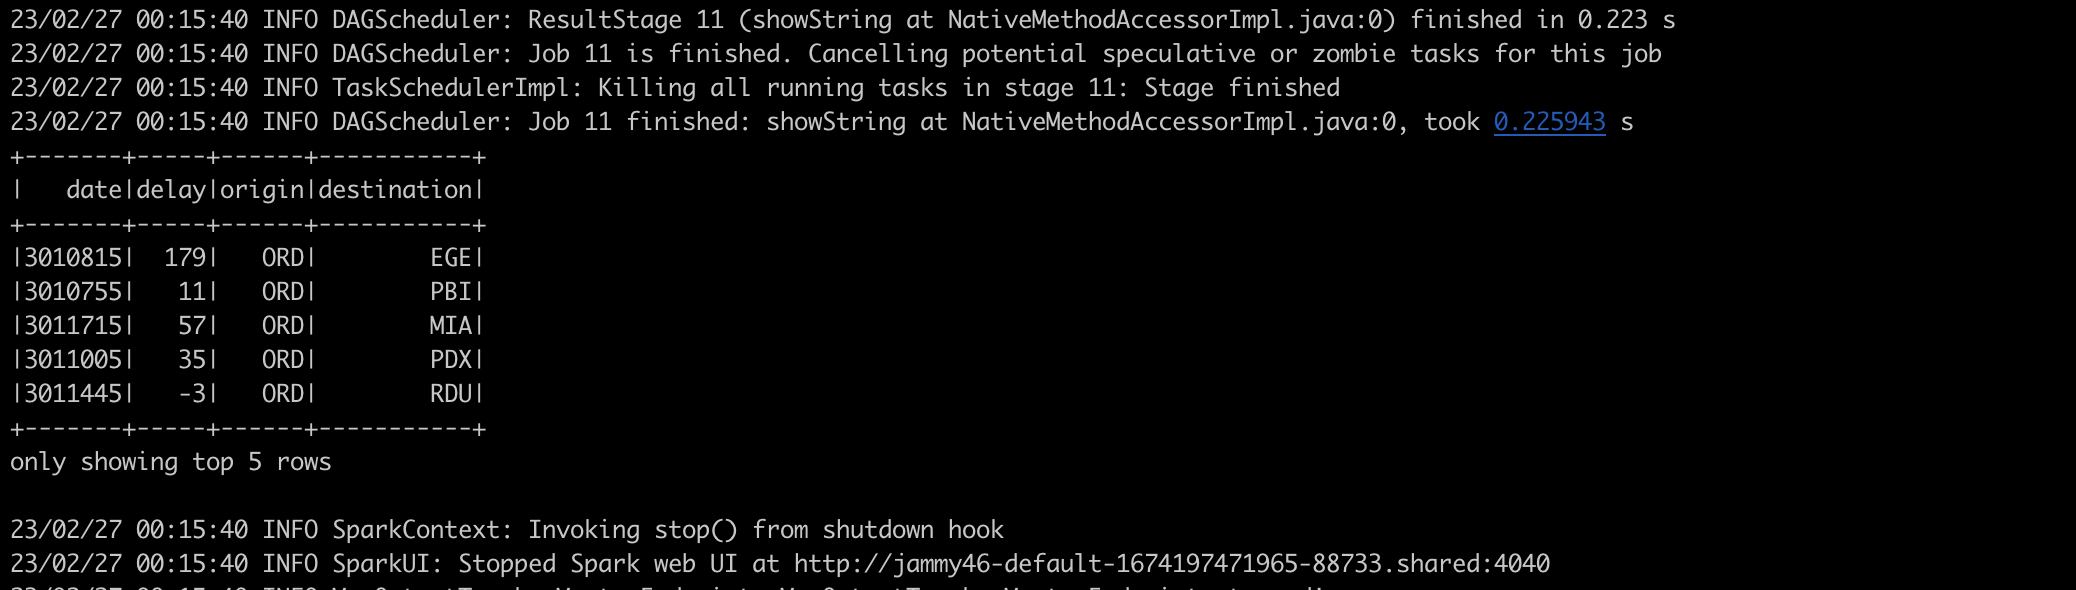 23/02/27 00:15:40 INFO DAGScheduler: ResultStage 11 (showString at NativeMethodAccessorImpl.java:0) finished in 0.223 s
23/02/27 00:15:40 INFO DAGScheduler: Job 11 is finished. Cancelling potential speculative or zombie tasks for this job
23/02/27 00:15:40 INFO TaskSchedulerImpl: Killing all running tasks in stage 11: Stage finished
23/02/27 00:15:40 INFO DAGScheduler: Job 11 finished: showString at NativeMethodAccessorImpl.java:0, took 0.225943 s
+-------+-----+------+-----------+
|   date|delay|origin|destination|
+-------+-----+------+-----------+
|3010815|  179|   ORD|        EGE|
|3010755|   11|   ORD|        PBI|
|3011715|   57|   ORD|        MIA|
|3011005|   35|   ORD|        PDX|
|3011445|   -3|   ORD|        RDU|
+-------+-----+------+-----------+
only showing top 5 rows
23/02/27 00:15:40 INFO SparkContext: Invoking stop() from shutdown hook
23/02/27 00:15:40 INFO SparkUI: Stopped Spark web UI at http://jammy46-default-1674197471965-88733.shared:4040